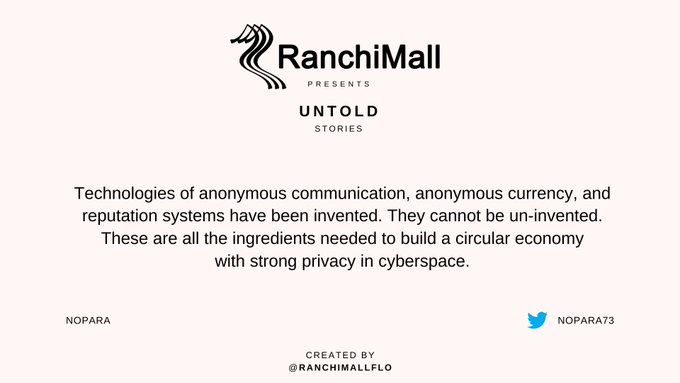 RanchiMall
PRESENTS
UNTOLD
STORIES
Technologies of anonymous communication, anonymous currency, and
reputation systems have been invented. They cannot be un-invented.
These are all the ingredients needed to build a circular economy
with strong privacy in cyberspace.
NOPARA
NOPARA73
CREATED BY
@RANCHIMALLFLO